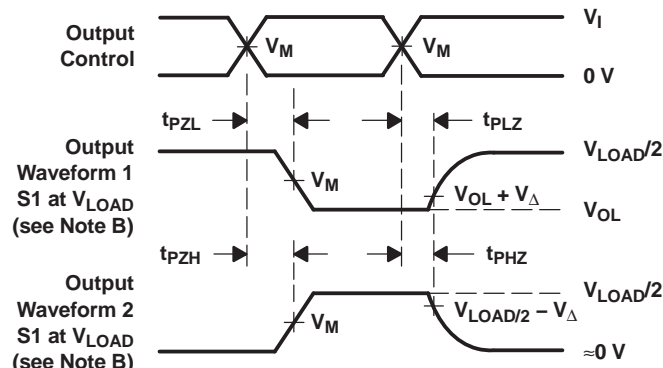 Output
Control
V_M
V_M
V_I
0 V
t_PZL
t_PLZ
Output
Waveform 1
S1 at V_LOAD
(see Note B)
V_M
V_LOAD/2
V_OL + V_Δ
V_OL
t_PZH
t_PHZ
Output
Waveform 2
S1 at V_LOAD
(see Note B)
V_M
V_LOAD/2
V_LOAD/2 − V_Δ
≈0 V